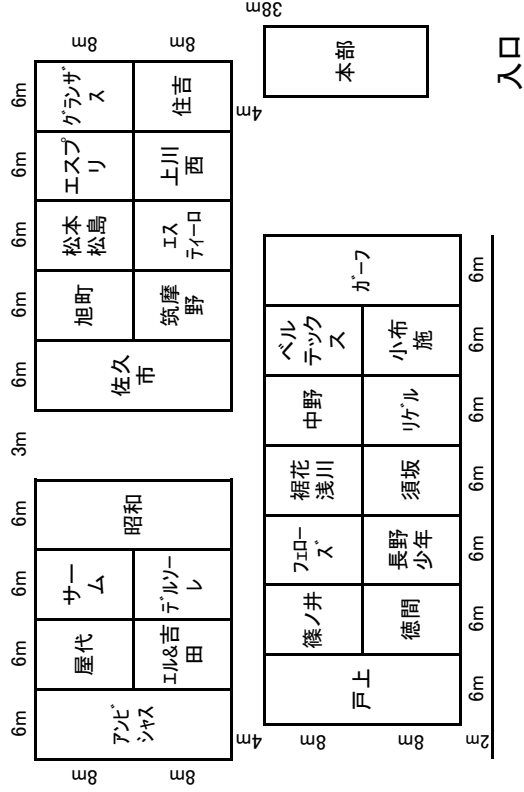 6m
6m
6m
6m
3m
6m
6m
6m
6m
6m
8m
ｱﾝﾋﾞ
ｼｬｽ
屋代
サー
ム
昭和
佐久
市
旭町
松本
松島
エスプ
リ
ｸﾞﾗﾝｻﾞ
ス
8m
8m
ｴﾙ&吉
田
ﾃﾞﾙｿｰ
レ
筑摩
野
ｴｽ
ﾃｨｰﾛ
上川
西
住吉
8m
4m
4m
38m
8m
戸上
篠ノ井
ﾌｪﾛｰ
ズ
裾花
浅川
中野
ベル
テック
ス
ｶﾞｰﾌ
本部
8m
徳間
長野
少年
須坂
ﾘｹﾞﾙ
小布
施
2m
6m
6m
6m
6m
6m
6m
6m
入口